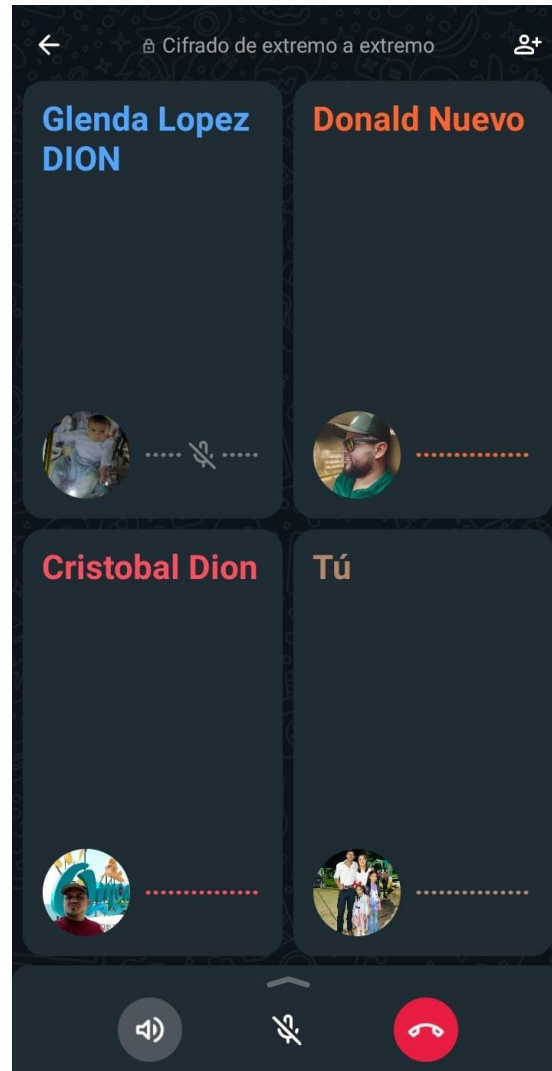 Cifrado de extremo a extremo
Glenda Lopez
DION
Donald Nuevo
Cristobal Dion
Tú